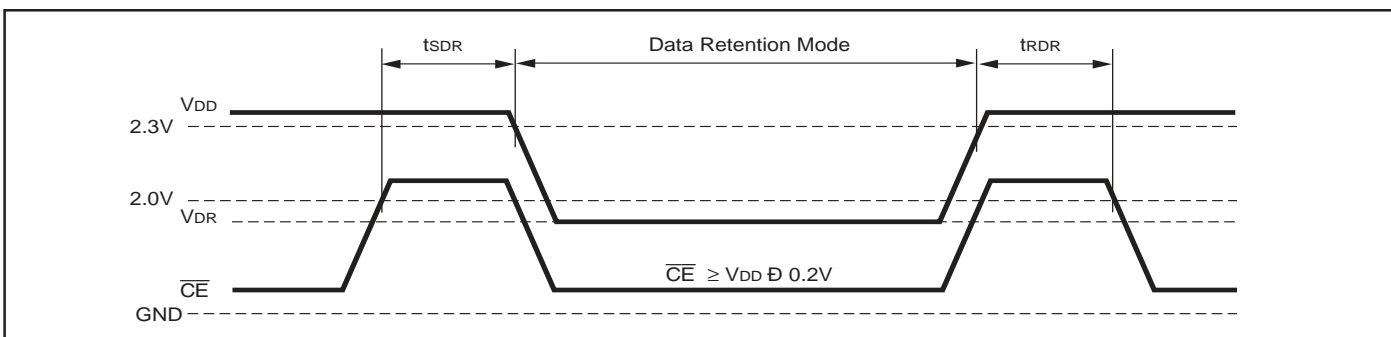 tSDR
Data Retention Mode
tRDR
VDD
2.3V
2.0V
VDR
CE ≥ VDD Ð 0.2V
CE
GND